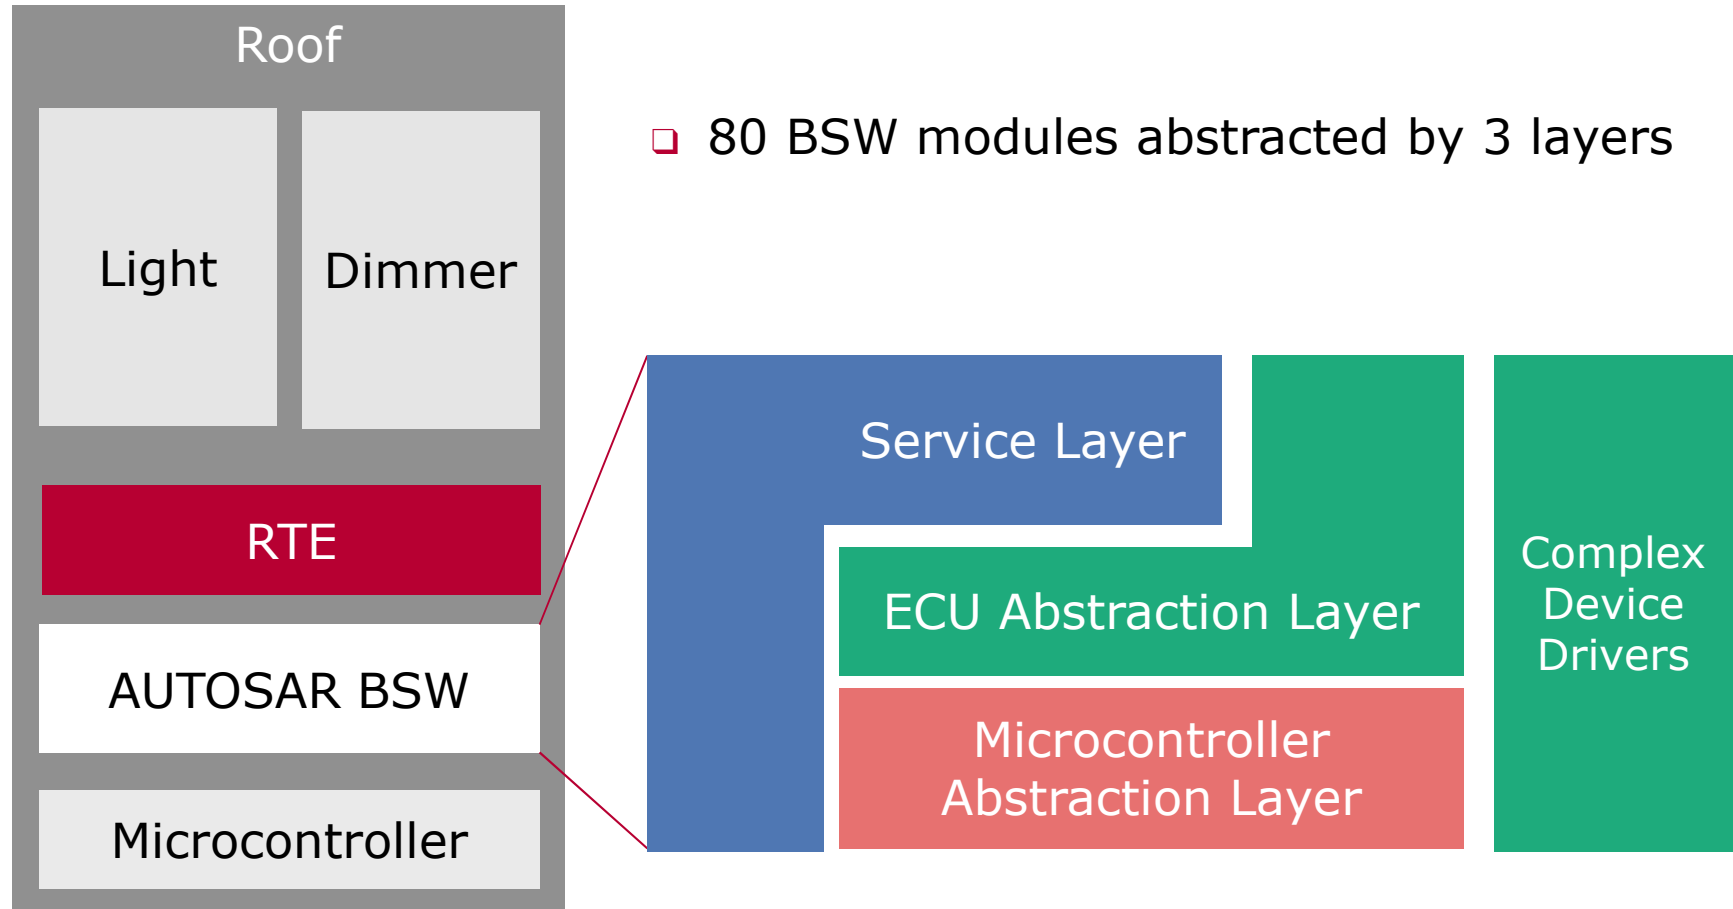 Roof
Light
Dimmer
RTE
AUTOSAR BSW
Microcontroller
80 BSW modules abstracted by 3 layers
Service Layer
ECU Abstraction Layer
Microcontroller
Abstraction Layer
Complex
Device
Drivers